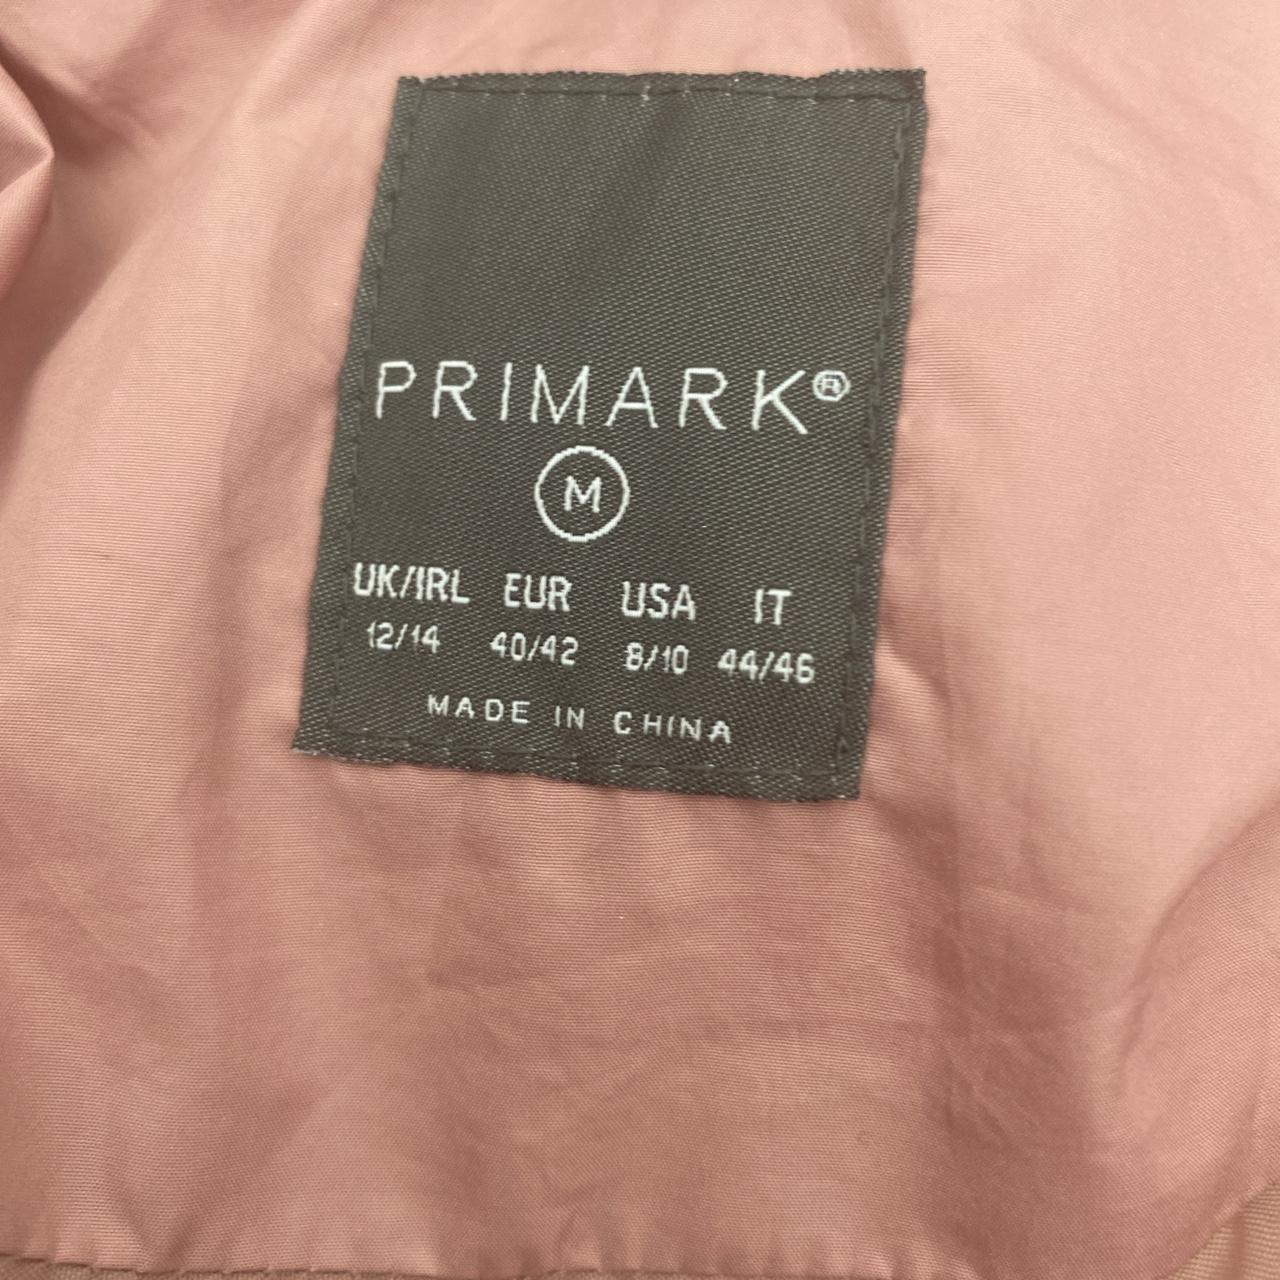 PRIMARK®
M
UK/IRL EUR USA IT
12/14 40/42 8/10 44/46
MADE IN CHINA